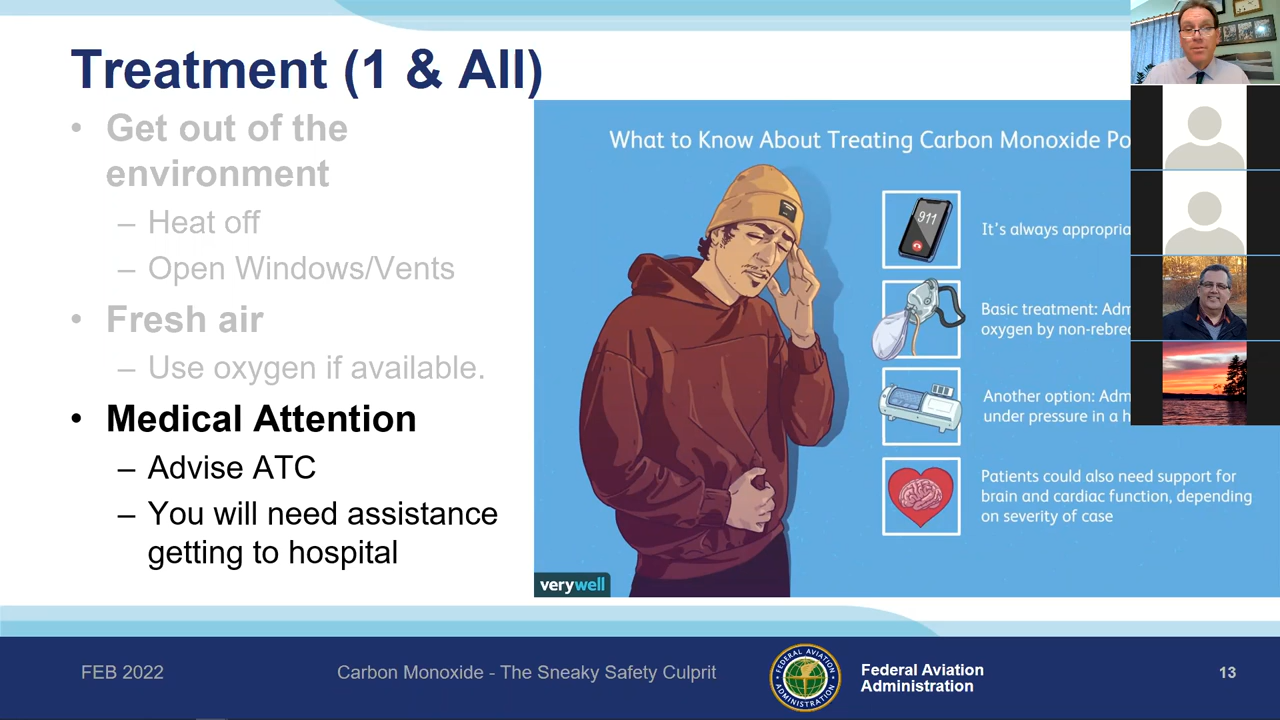 Treatment (1 & All)
• Get out of the
environment
– Heat off
– Open Windows/Vents
• Fresh air
– Use oxygen if available.
• Medical Attention
– Advise ATC
– You will need assistance
getting to hospital
What to Know About Treating Carbon Monoxide Po
911
It's always appropria
Basic treatment: Adm
oxygen by non-rebre
Another option: Adm
under pressure in a h
Patients could also need support for
brain and cardiac function, depending
on severity of case
verywell
FEB 2022
Carbon Monoxide - The Sneaky Safety Culprit
FEDERAL AVIATION
ADMINISTRATION
Federal Aviation
Administration
13